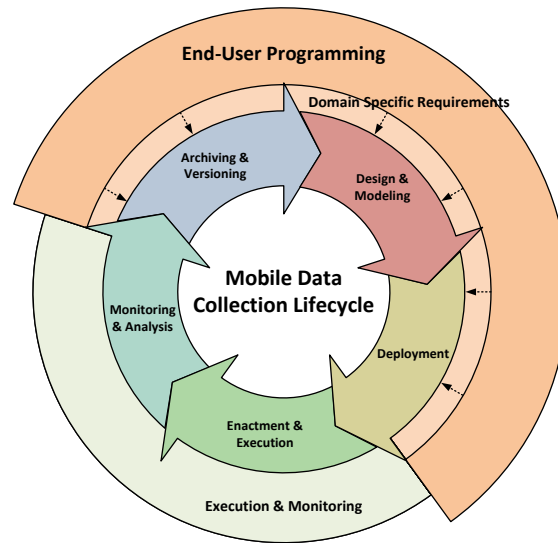 End-User Programming
Domain Specific Requirements
Archiving &
Versioning
Design &
Modeling
Mobile Data
Collection Lifecycle
Monitoring
& Analysis
Deployment
Enactment &
Execution
Execution & Monitoring